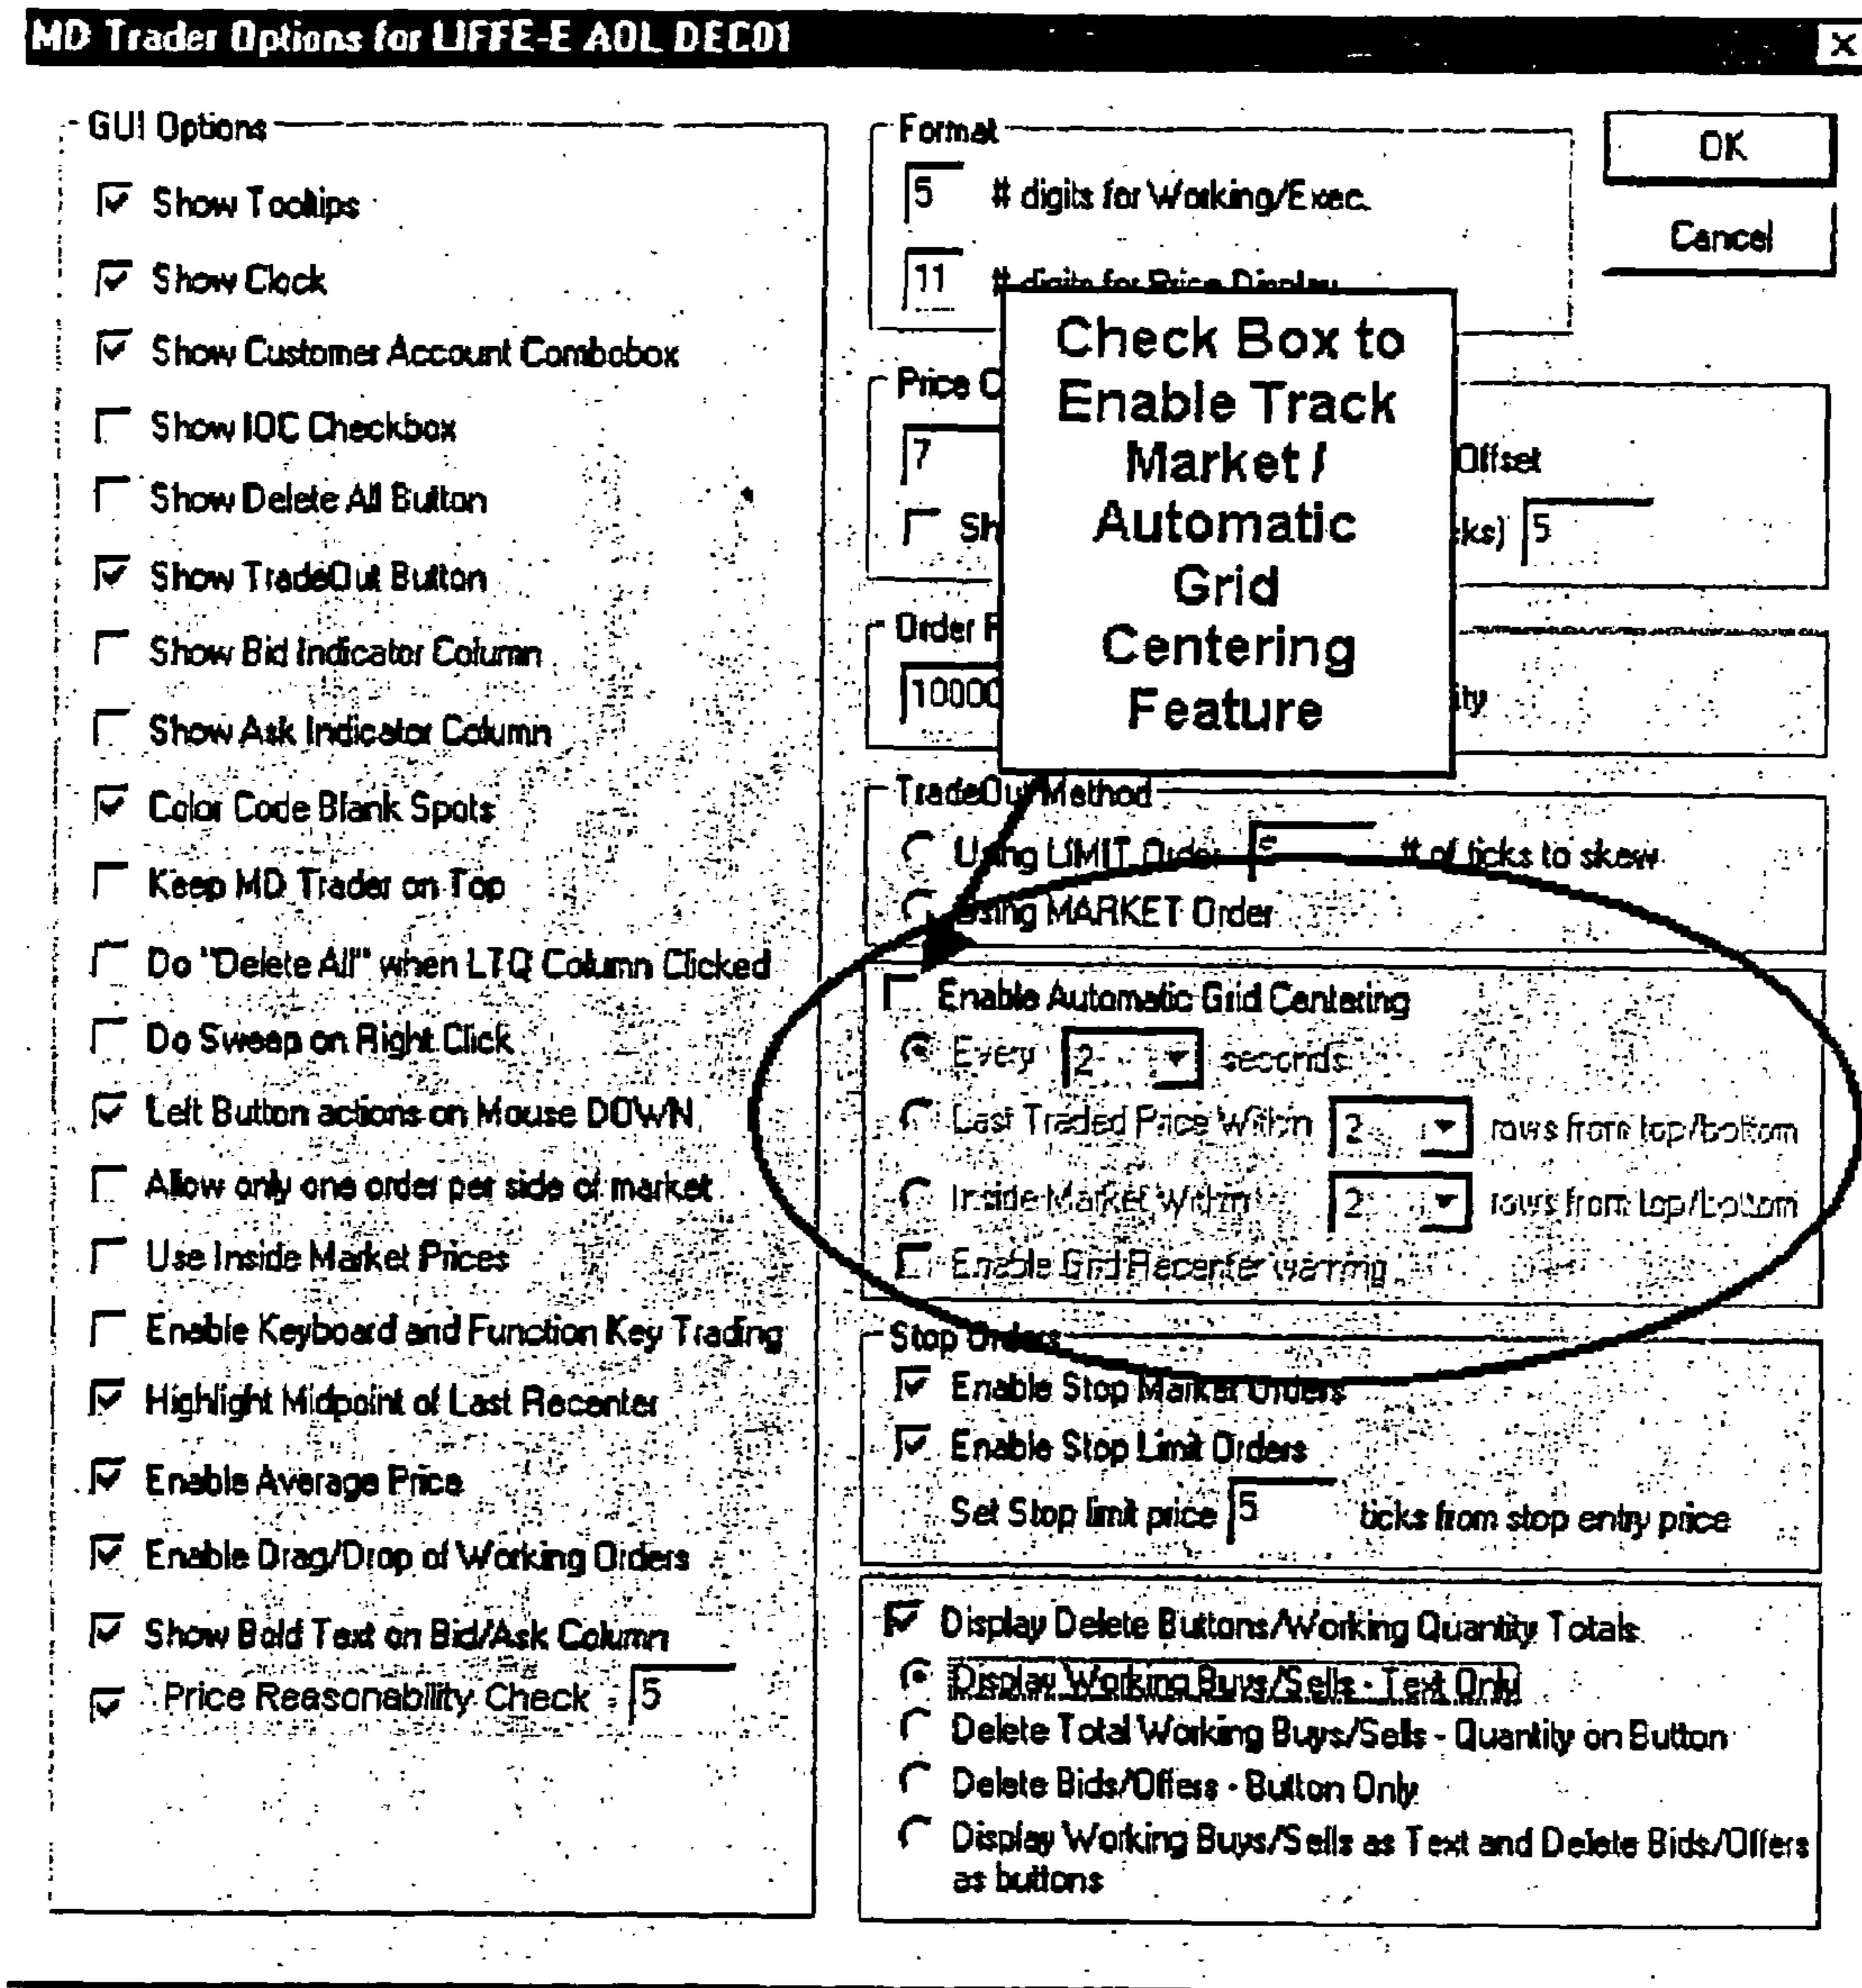 MD Trader Options for LIFFE-E AOL DEC01
GUI Options
Show Tooltips
Show Clock
Show Customer Account Combobox
Show IOC Checkbox
Show Delete All Button
Show TradeOut Button
Show Bid Indicator Column
Show Ask Indicator Column
Color Code Blank Spots
Keep MD Trader on Top
Do "Delete All" when LTQ Column Clicked
Do Sweep on Right Click
Left Button actions on Mouse DOWN
Allow only one order per side of market
Use Inside Market Prices
Enable Keyboard and Function Key Trading
Highlight Midpoint of Last Recenter
Enable Average Price
Enable Drag/Drop of Working Orders
Show Bold Text on Bid/Ask Column
Price Reasonability Check 5
Format
5 # digits for Working/Exec.
11 # digits for Price Display
OK
Cancel
Check Box to
Enable Track
Market /
Automatic
Grid
Centering
Feature
Price
7 Offset
5
Order
10000
TradeOut Method
Using LIMIT Order # of ticks to skew
Using MARKET Order
Enable Automatic Grid Centering
Every 2 seconds
Last Traded Price Within 2 rows from top/bottom
Inside Market Within 2 rows from top/bottom
Enable Grid Recenter warning
Stop Orders
Enable Stop Market Orders
Enable Stop Limit Orders
Set Stop limit price 5 ticks from stop entry price
Display Delete Buttons/Working Quantity Totals
Display Working Buys/Sells - Text Only
Delete Total Working Buys/Sells - Quantity on Button
Delete Bids/Offers - Button Only
Display Working Buys/Sells as Text and Delete Bids/Offers
as buttons